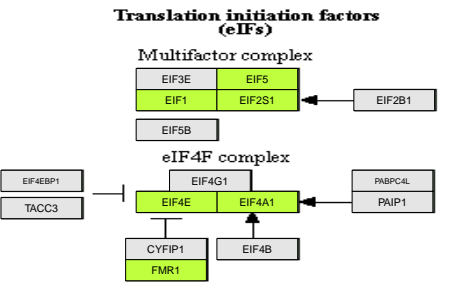 Translation initiation factors
(eIFs)
Multifactor complex
EIF3E EIF5
EIF1 EIF2S1 EIF2B1
EIF5B
eIF4F complex
EIF4EBP1 EIF4G1 PABPC4L
TACC3 EIF4E EIF4A1 PAIP1
CYFIP1 EIF4B
FMR1